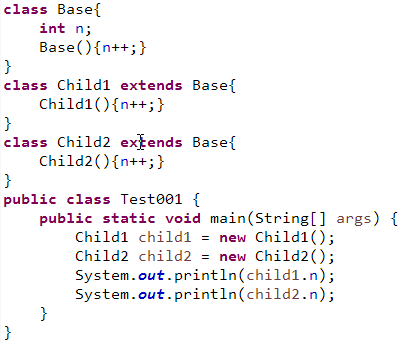 class Base{
    int n;
    Base(){n++;}
}
class Child1 extends Base{
    Child1(){n++;}
}
class Child2 extends Base{
    Child2(){n++;}
}
public class Test001 {
    public static void main(String[] args) {
        Child1 child1 = new Child1();
        Child2 child2 = new Child2();
        System.out.println(child1.n);
        System.out.println(child2.n);
    }
}